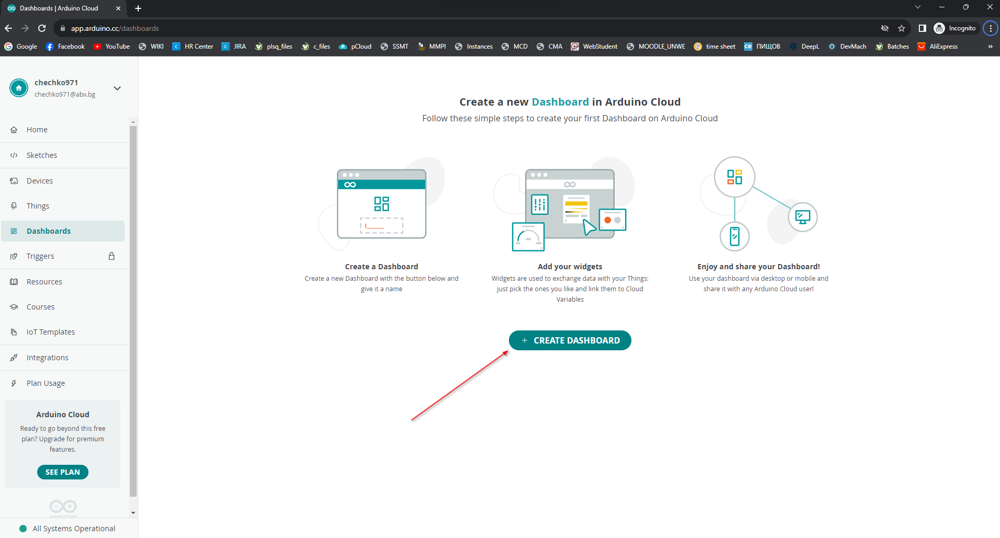 Dashboards | Arduino Cloud
app.arduino.cc/dashboards
Incognito
Google Facebook YouTube WIKI HR Center JIRA plsq_files c_files pCloud SSMT MMPI Instances MCD CMA WebStudent MOODLE_UNWE time sheet ПИЩОВ DeepL DevMach Batches AliExpress »
chechko971
chechko971@abv.bg
Home
Sketches
Devices
Things
Dashboards
Triggers
Resources
Courses
IoT Templates
Integrations
Plan Usage
Arduino Cloud
Ready to go beyond this free
plan? Upgrade for premium
features.
SEE PLAN
ARDUINO
All Systems Operational
Create a new Dashboard in Arduino Cloud
Follow these simple steps to create your first Dashboard on Arduino Cloud
Create a Dashboard
Create a new Dashboard with the button below and
give it a name
Add your widgets
Widgets are used to exchange data with your Things:
just pick the ones you like and link them to Cloud
Variables
Enjoy and share your Dashboard!
Use your dashboard via desktop or mobile and
share it with any Arduino Cloud user!
+ CREATE DASHBOARD